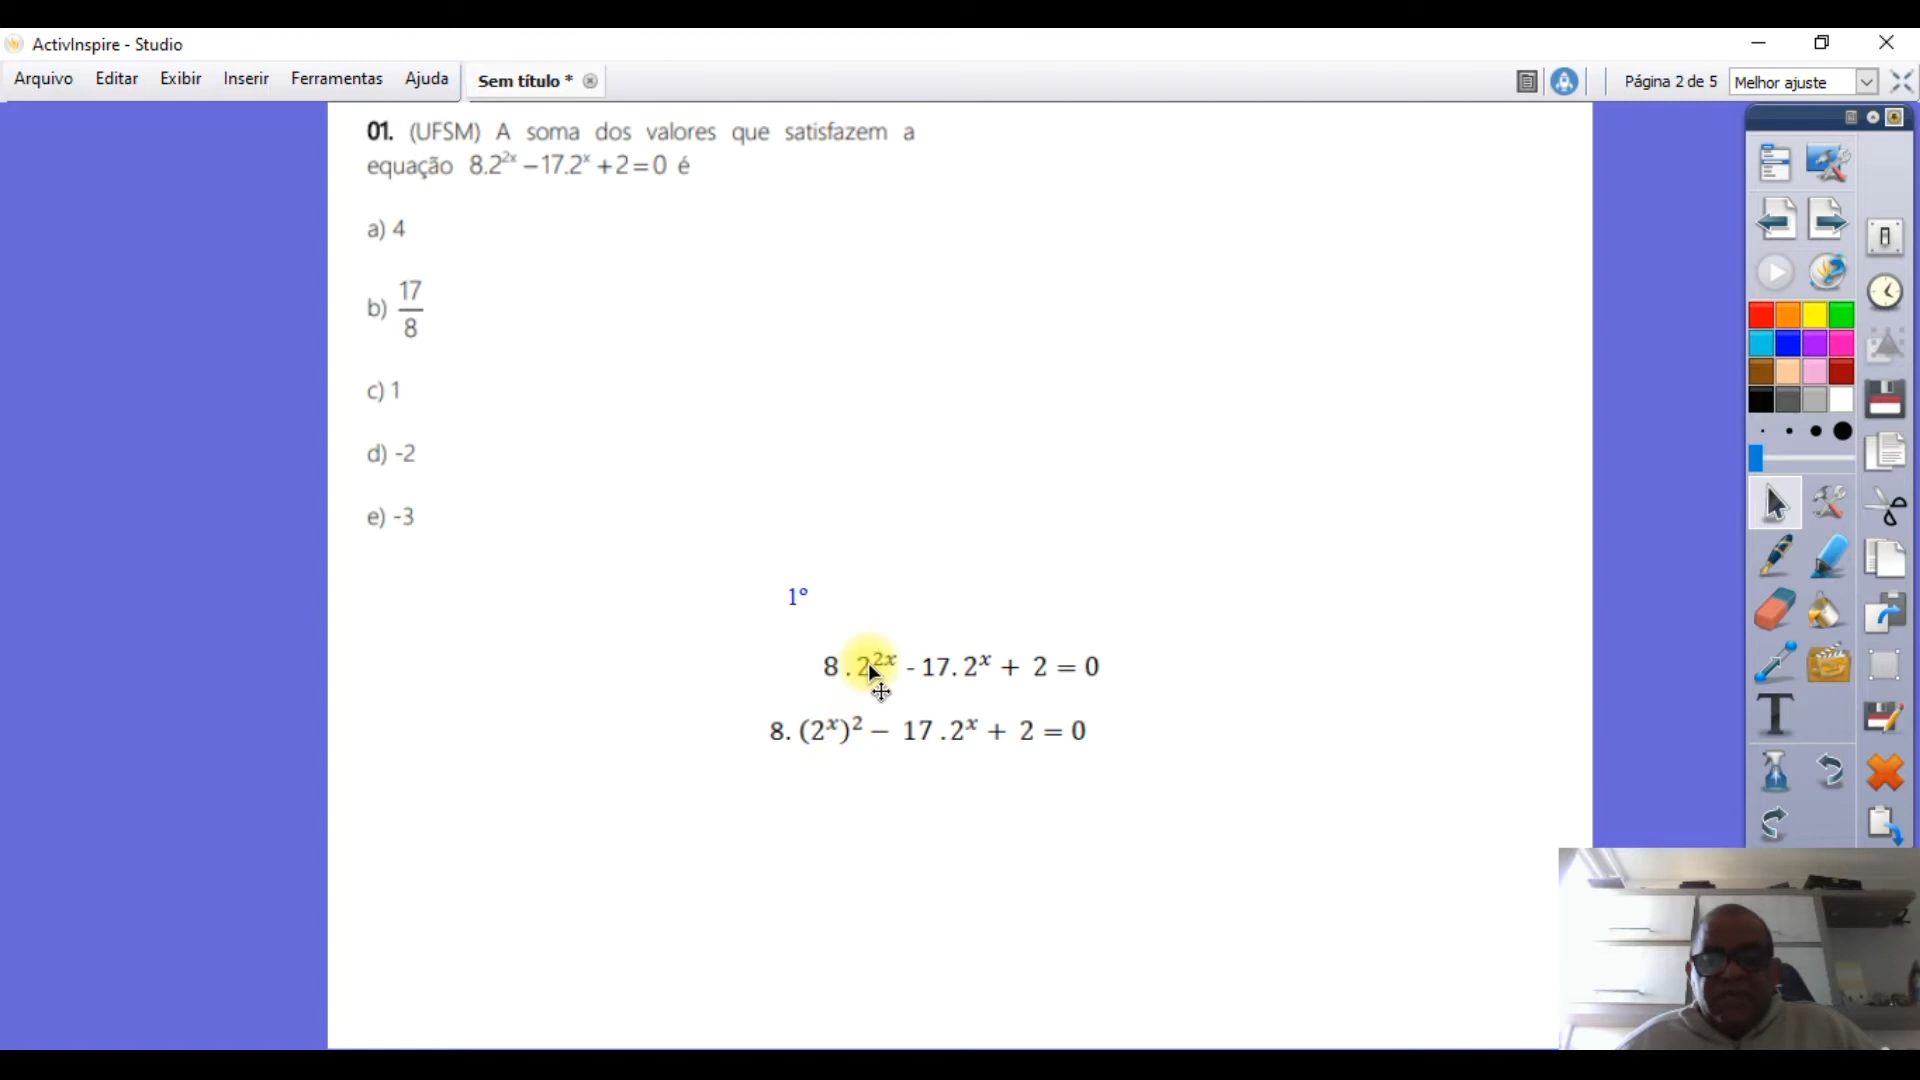 ActivInspire - Studio
Arquivo Editar Exibir Inserir Ferramentas Ajuda
Sem título *
Página 2 de 5
Melhor ajuste
01. (UFSM) A soma dos valores que satisfazem a
equação 8.2^{2x} − 17.2^x + 2 = 0 é
a) 4
b) 17/8
c) 1
d) -2
e) -3
1º
8 . 2^{2x} - 17. 2^x + 2 = 0
8. (2^x)^2 − 17 .2^x + 2 = 0